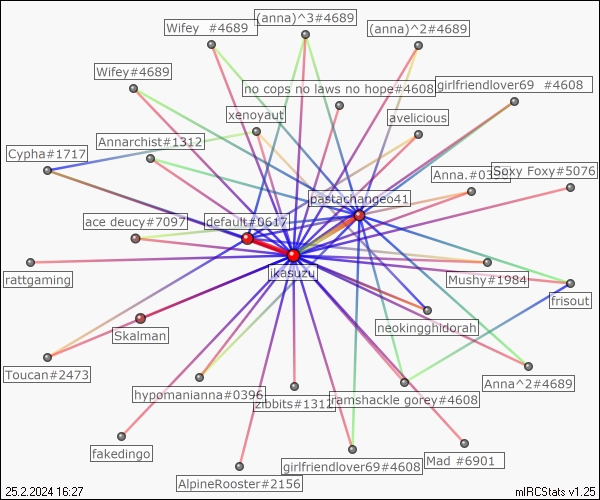 (anna)^3#4689
Wifey #4689
(anna)^2#4689
Wifey#4689
no cops no laws no hope#4608
girlfriendlover69 #4608
xenoyaut
avelicious
Annarchist#1312
Cypha#1717
Soxy Foxy#5076
pastachangeo41
ace deucy#7097
default#0617
ikasuzu
rattgaming
Mushy#1984
frisout
neokingghidorah
Skalman
Toucan#2473
Anna^2#4689
hypomanianna#0396
zibbits#1312
ramshackle gorey#4608
fakedingo
AlpineRooster#2156
girlfriendlover69#4608
Mad #6901
25.2.2024 16:27
mIRCStats v1.25